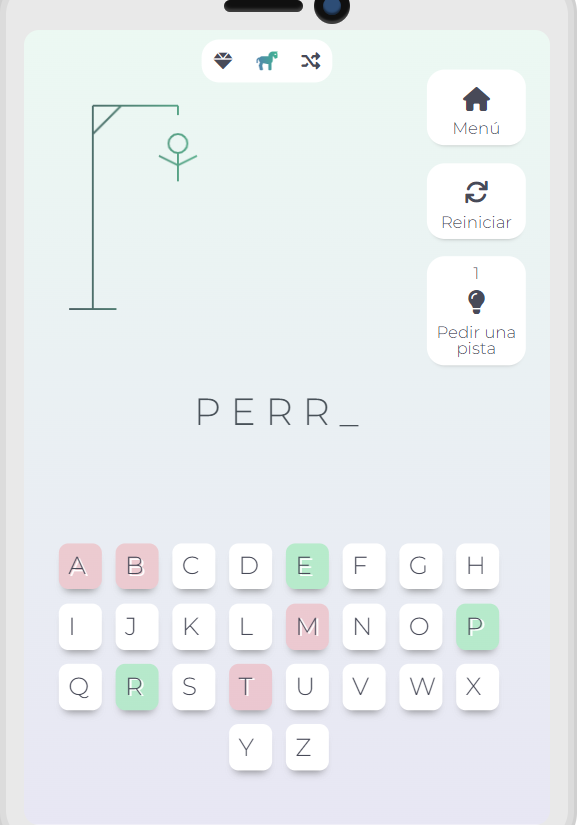 Menú
Reiniciar
1
Pedir una
pista
P E R R _
A B C D E F G H
I J K L M N O P
Q R S T U V W X
Y Z